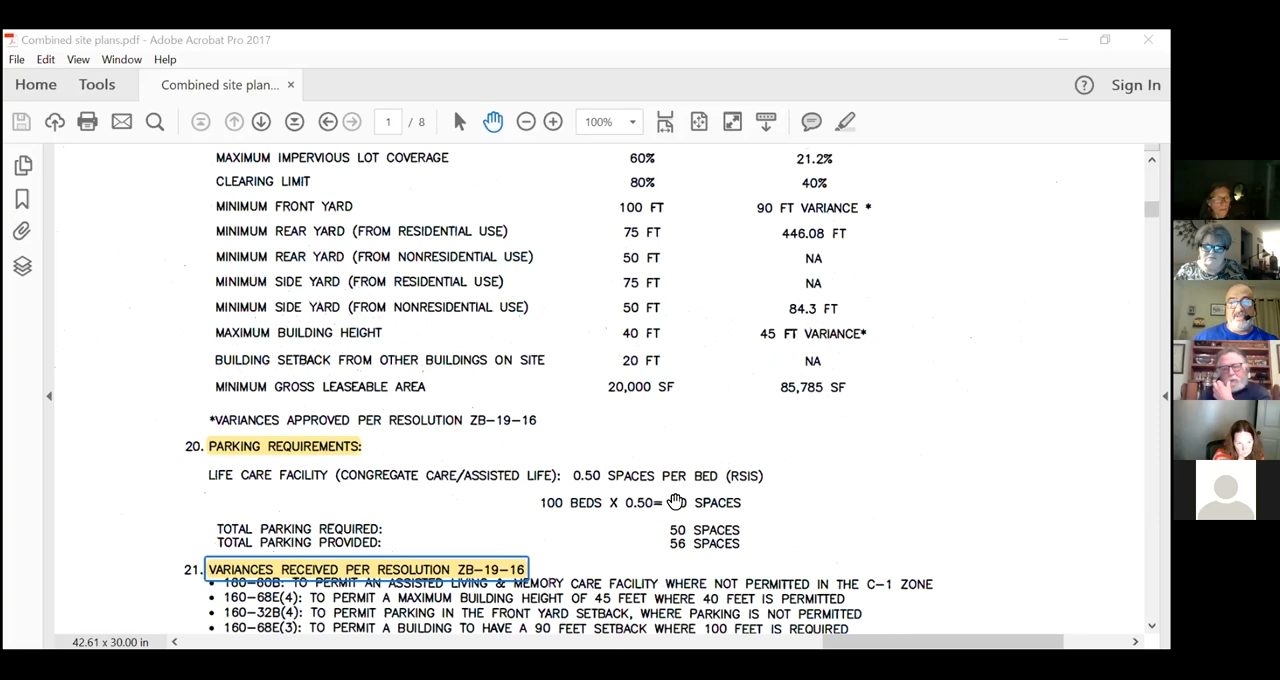 Combined site plans.pdf - Adobe Acrobat Pro 2017
File Edit View Window Help
Home Tools Combined site plan... × Sign In
1 / 8 100%
MAXIMUM IMPERVIOUS LOT COVERAGE 60% 21.2%
CLEARING LIMIT 80% 40%
MINIMUM FRONT YARD 100 FT 90 FT VARIANCE *
MINIMUM REAR YARD (FROM RESIDENTIAL USE) 75 FT 446.08 FT
MINIMUM REAR YARD (FROM NONRESIDENTIAL USE) 50 FT NA
MINIMUM SIDE YARD (FROM RESIDENTIAL USE) 75 FT NA
MINIMUM SIDE YARD (FROM NONRESIDENTIAL USE) 50 FT 84.3 FT
MAXIMUM BUILDING HEIGHT 40 FT 45 FT VARIANCE*
BUILDING SETBACK FROM OTHER BUILDINGS ON SITE 20 FT NA
MINIMUM GROSS LEASEABLE AREA 20,000 SF 85,785 SF
*VARIANCES APPROVED PER RESOLUTION ZB-19-16
20. PARKING REQUIREMENTS:
LIFE CARE FACILITY (CONGREGATE CARE/ASSISTED LIFE): 0.50 SPACES PER BED (RSIS)
100 BEDS X 0.50= SPACES
TOTAL PARKING REQUIRED: 50 SPACES
TOTAL PARKING PROVIDED: 56 SPACES
21. VARIANCES RECEIVED PER RESOLUTION ZB-19-16
• 160-60B: TO PERMIT AN ASSISTED LIVING & MEMORY CARE FACILITY WHERE NOT PERMITTED IN THE C-1 ZONE
• 160-68E(4): TO PERMIT A MAXIMUM BUILDING HEIGHT OF 45 FEET WHERE 40 FEET IS PERMITTED
• 160-32B(4): TO PERMIT PARKING IN THE FRONT YARD SETBACK, WHERE PARKING IS NOT PERMITTED
• 160-68E(3): TO PERMIT A BUILDING TO HAVE A 90 FEET SETBACK WHERE 100 FEET IS REQUIRED
42.61 x 30.00 in